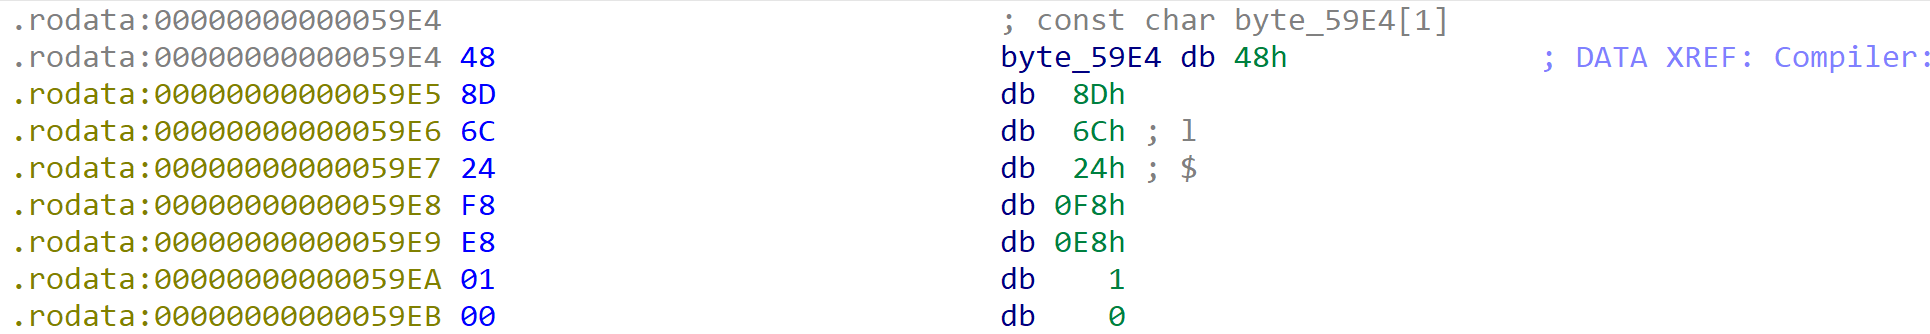 .rodata:00000000000059E4 ; const char byte_59E4[1]
.rodata:00000000000059E4 48 byte_59E4 db 48h ; DATA XREF: Compiler:
.rodata:00000000000059E5 8D db 8Dh
.rodata:00000000000059E6 6C db 6Ch ; l
.rodata:00000000000059E7 24 db 24h ; $
.rodata:00000000000059E8 F8 db 0F8h
.rodata:00000000000059E9 E8 db 0E8h
.rodata:00000000000059EA 01 db 1
.rodata:00000000000059EB 00 db 0